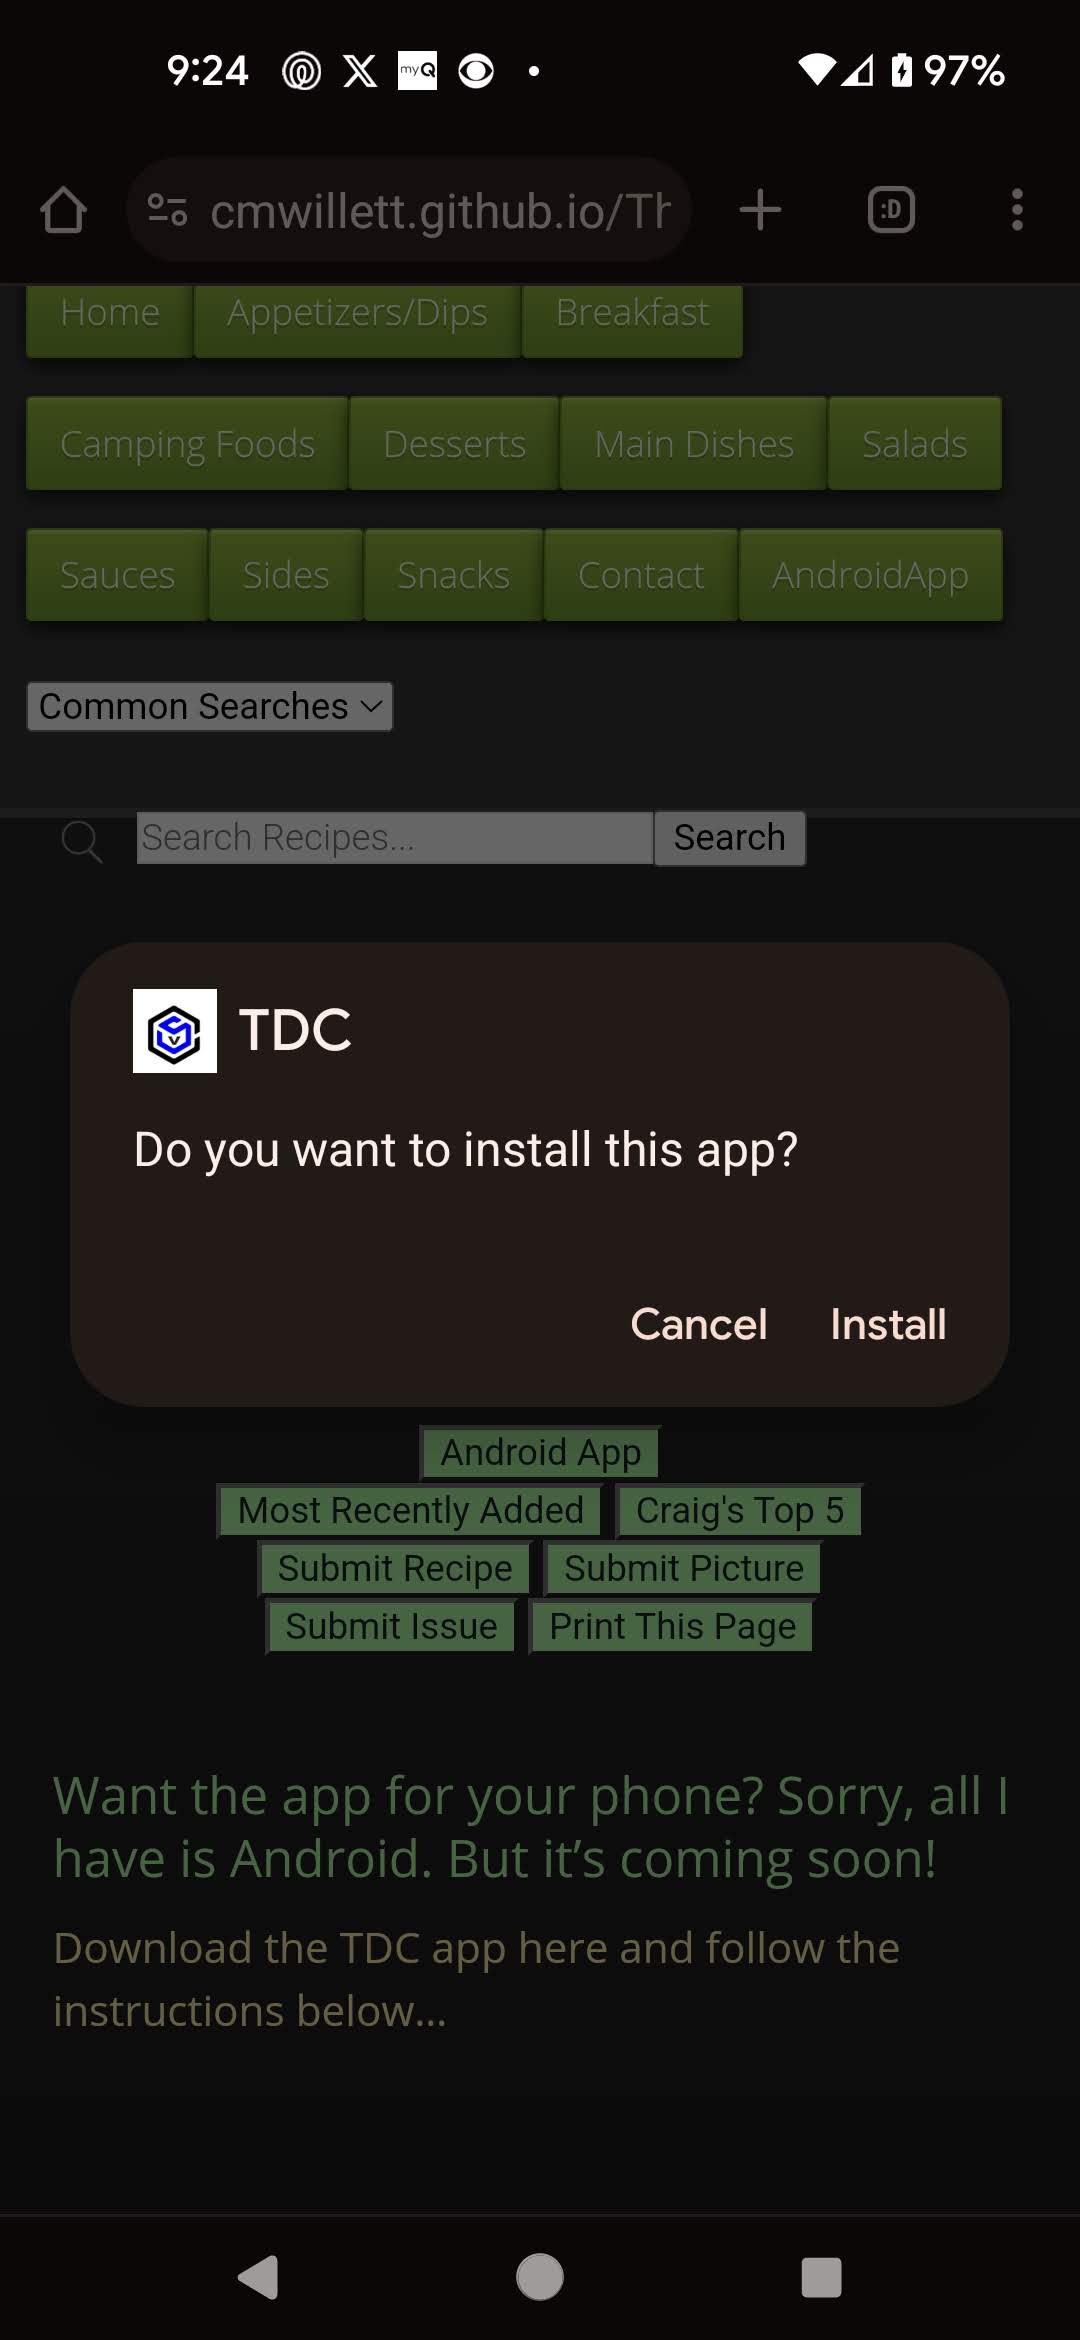 9:24 myQ 97%
cmwillett.github.io/Th
:D
Home Appetizers/Dips Breakfast
Camping Foods Desserts Main Dishes Salads
Sauces Sides Snacks Contact AndroidApp
Common Searches
Search Recipes... Search
TDC
Do you want to install this app?
Cancel Install
Android App
Most Recently Added Craig's Top 5
Submit Recipe Submit Picture
Submit Issue Print This Page
Want the app for your phone? Sorry, all I
have is Android. But it’s coming soon!
Download the TDC app here and follow the
instructions below...